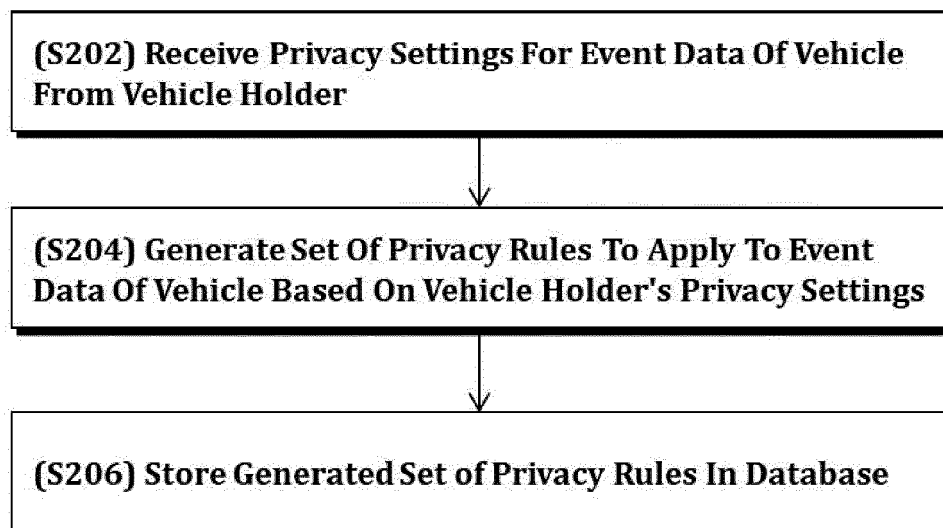 (S202) Receive Privacy Settings For Event Data Of Vehicle
From Vehicle Holder
(S204) Generate Set Of Privacy Rules To Apply To Event
Data Of Vehicle Based On Vehicle Holder's Privacy Settings
(S206) Store Generated Set of Privacy Rules In Database